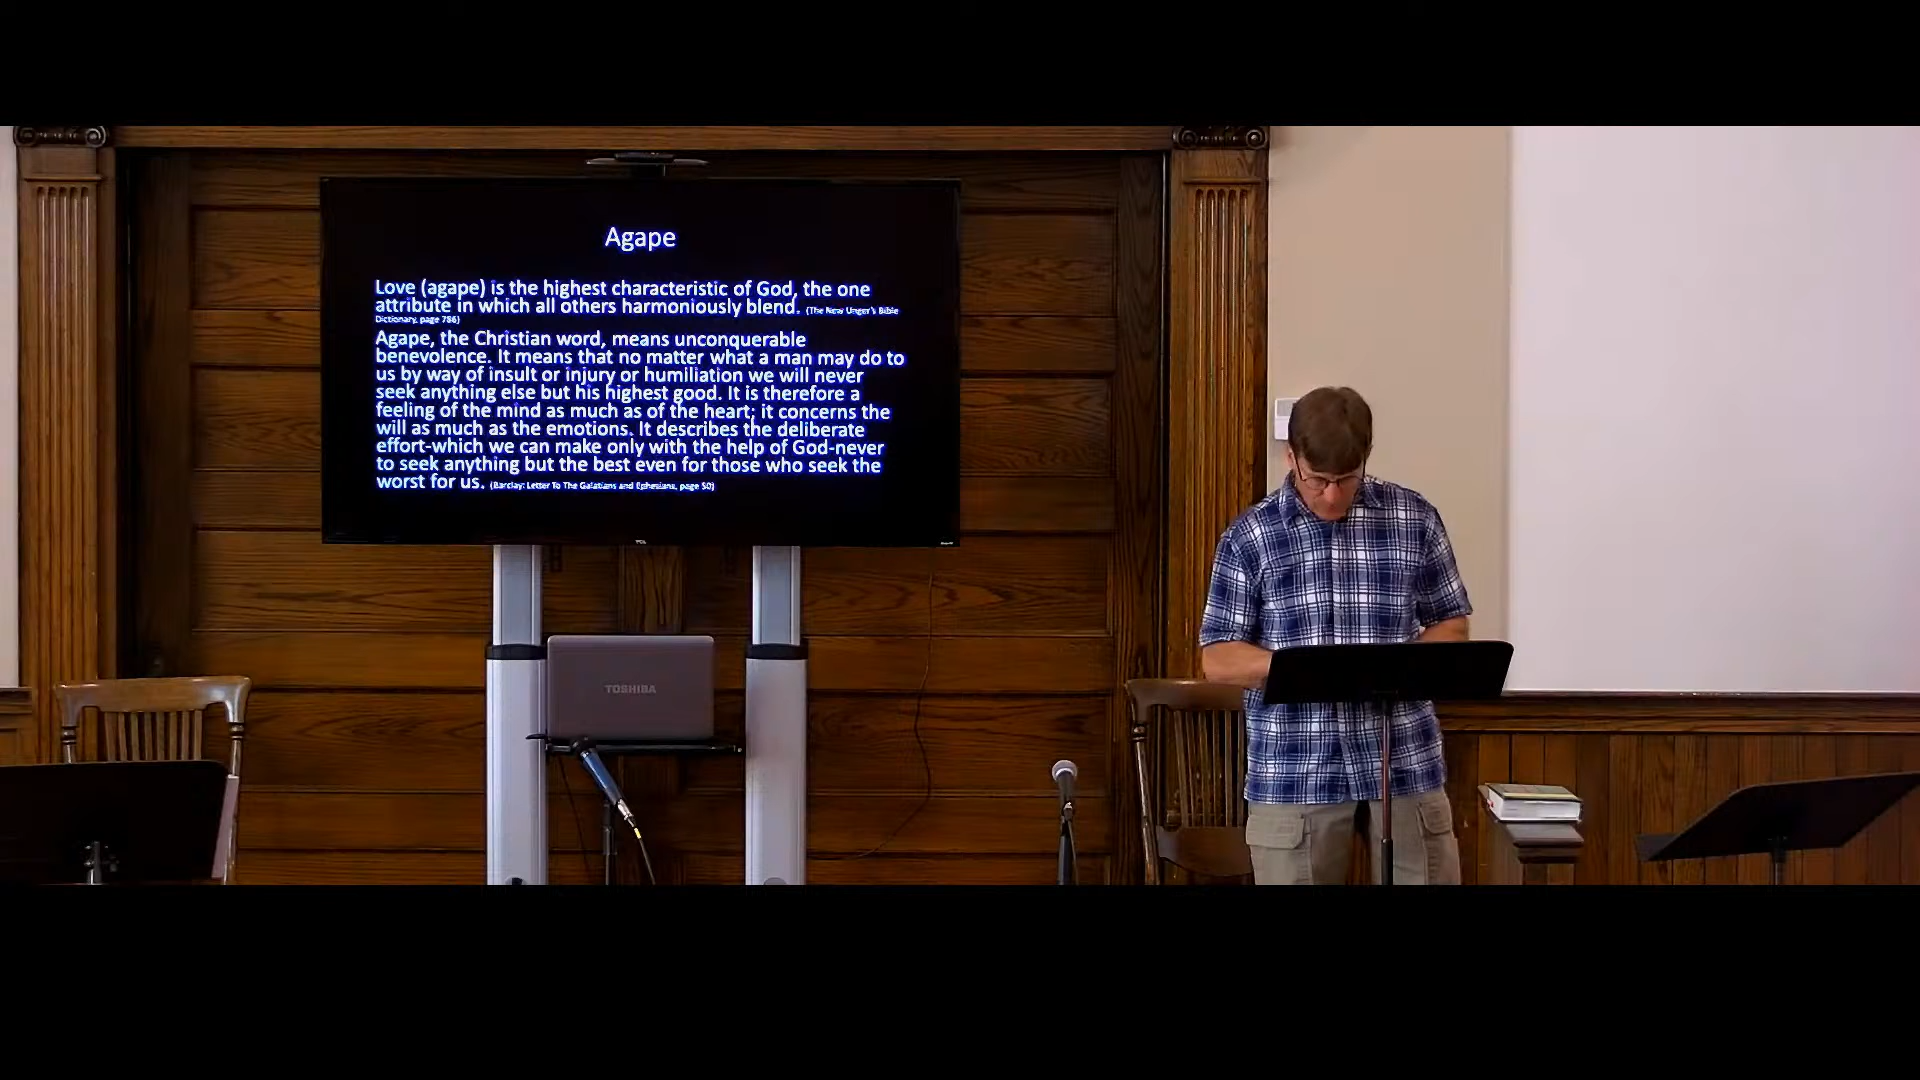 Agape
Love (agape) is the highest characteristic of God, the one
attribute in which all others harmoniously blend. (The New Unger's Bible
Dictionary, page 786)
Agape, the Christian word, means unconquerable
benevolence. It means that no matter what a man may do to
us by way of insult or injury or humiliation we will never
seek anything else but his highest good. It is therefore a
feeling of the mind as much as of the heart; it concerns the
will as much as the emotions. It describes the deliberate
effort-which we can make only with the help of God-never
to seek anything but the best even for those who seek the
worst for us. (Barclay: Letter To The Galatians and Ephesians, page 50)
TCL
TOSHIBA